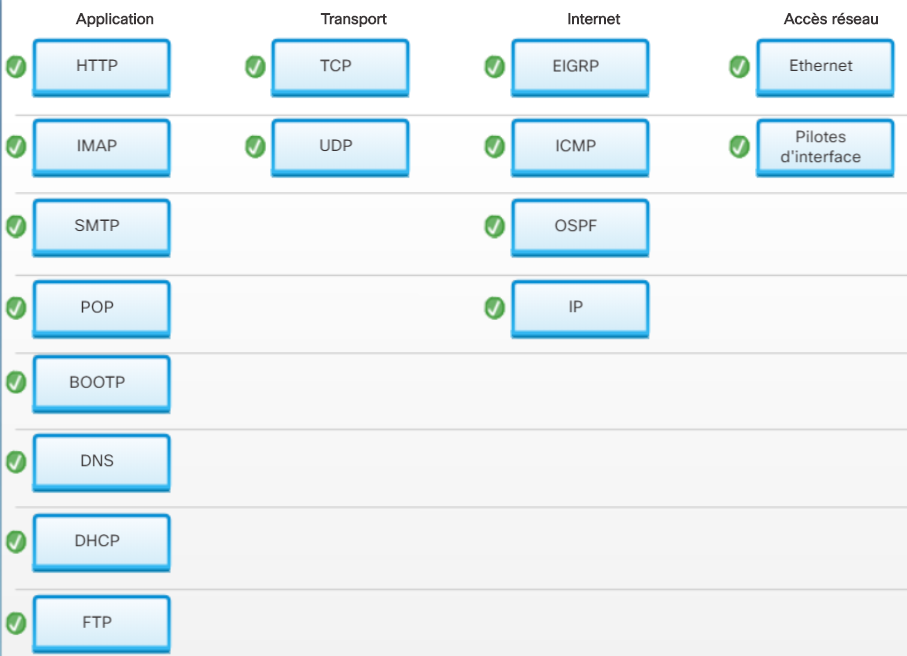 Application Transport Internet Accès réseau
HTTP TCP EIGRP Ethernet
IMAP UDP ICMP Pilotes
d'interface
SMTP OSPF
POP IP
BOOTP
DNS
DHCP
FTP